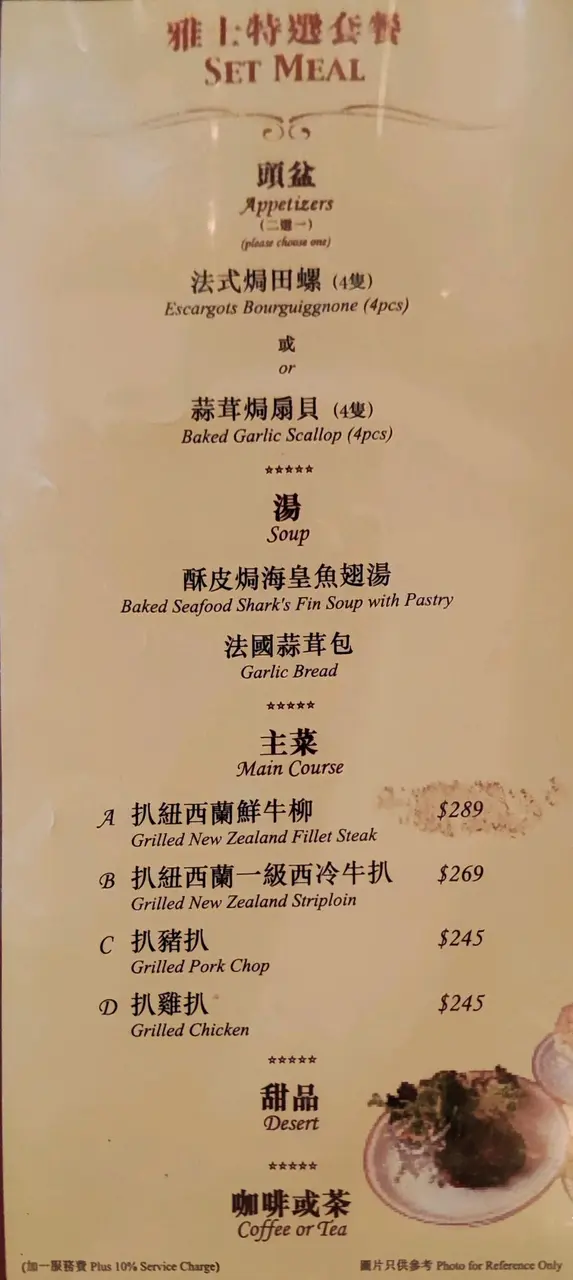 雅士特選套餐
SET MEAL
頭盆
Appetizers
(二選一)
(please choose one)
法式焗田螺 (4隻)
Escargots Bourguiggnone (4pcs)
或
or
蒜茸焗扇貝 (4隻)
Baked Garlic Scallop (4pcs)
*****
湯
Soup
酥皮焗海皇魚翅湯
Baked Seafood Shark's Fin Soup with Pastry
法國蒜茸包
Garlic Bread
*****
主菜
Main Course
A 扒紐西蘭鮮牛柳 $289
Grilled New Zealand Fillet Steak
B 扒紐西蘭一級西冷牛扒 $269
Grilled New Zealand Striploin
C 扒豬扒 $245
Grilled Pork Chop
D 扒雞扒 $245
Grilled Chicken
*****
甜品
Desert
*****
咖啡或茶
Coffee or Tea
(加一服務費 Plus 10% Service Charge) 圖片只供參考 Photo for Reference Only